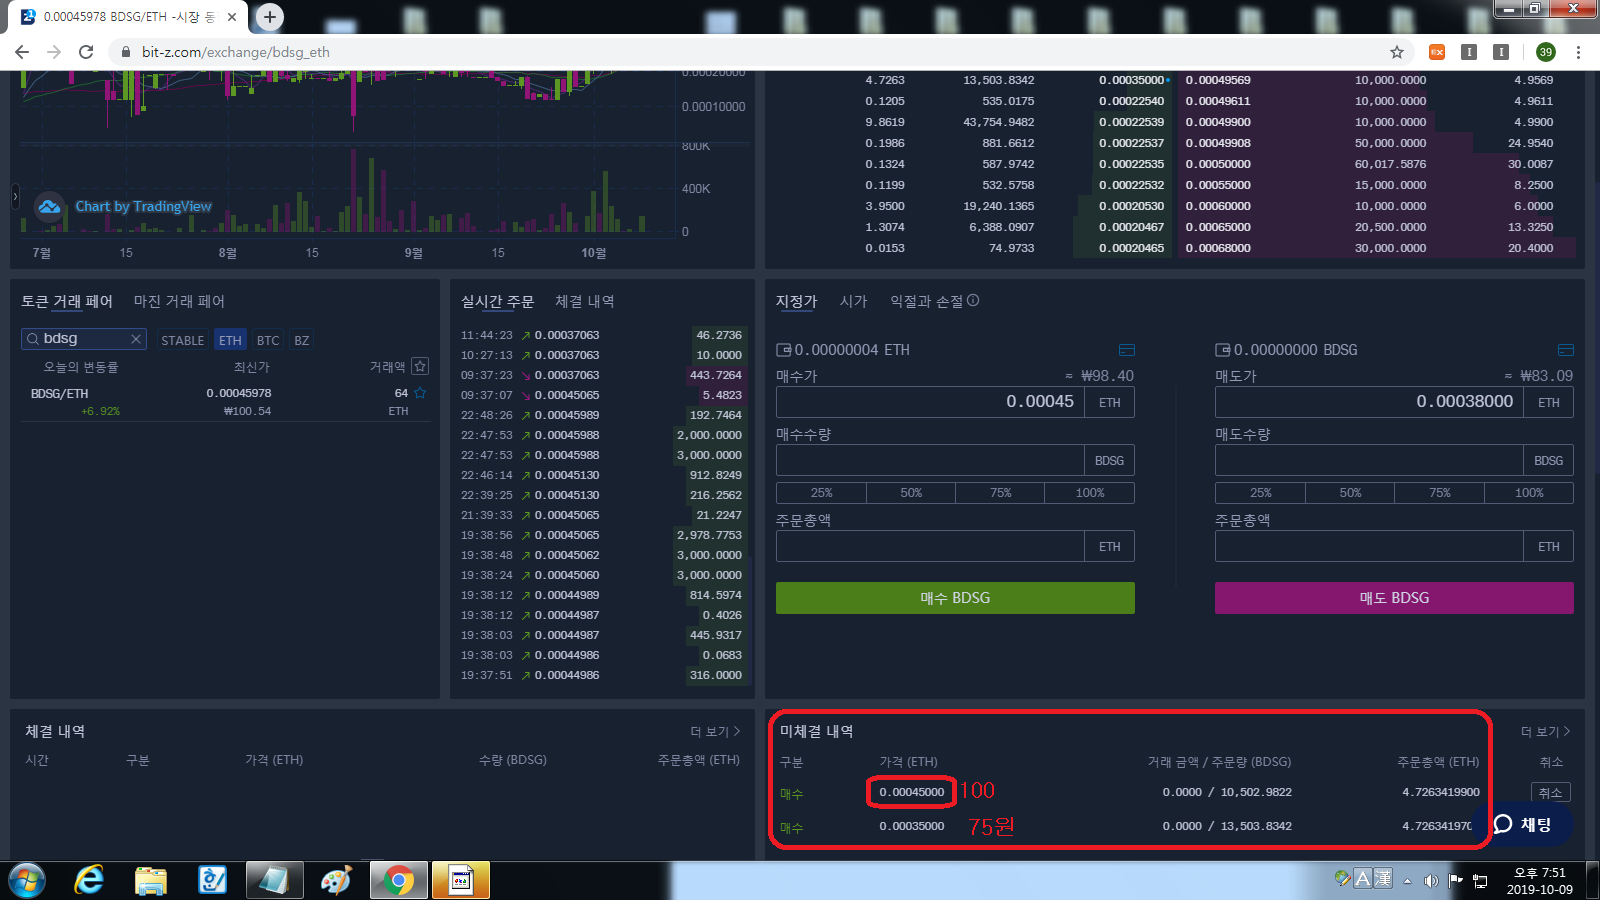 0.00045978 BDSG/ETH -시장 동
bit-z.com/exchange/bdsg_eth
39
0.00020000
0.00010000
800K
400K
0
Chart by TradingView
7월 15 8월 15 9월 15 10월
4.7263 13,503.8342 0.00035000 0.00049569 10,000.0000 4.9569
0.1205 535.0175 0.00022540 0.00049611 10,000.0000 4.9611
9.8619 43,754.9482 0.00022539 0.00049900 10,000.0000 4.9900
0.1986 881.6612 0.00022537 0.00049908 50,000.0000 24.9540
0.1324 587.9742 0.00022535 0.00050000 60,017.5876 30.0087
0.1199 532.5758 0.00022532 0.00055000 15,000.0000 8.2500
3.9500 19,240.1365 0.00020530 0.00060000 10,000.0000 6.0000
1.3074 6,388.0907 0.00020467 0.00065000 20,500.0000 13.3250
0.0153 74.9733 0.00020465 0.00068000 30,000.0000 20.4000
토큰 거래 페어 마진 거래 페어
bdsg STABLE ETH BTC BZ
오늘의 변동률 최신가 거래액
BDSG/ETH 0.00045978 64
+6.92% ₩100.54 ETH
실시간 주문 체결 내역
11:44:23 0.00037063 46.2736
10:27:13 0.00037063 10.0000
09:37:23 0.00037063 443.7264
09:37:07 0.00045065 5.4823
22:48:26 0.00045989 192.7464
22:47:53 0.00045988 2,000.0000
22:47:53 0.00045988 3,000.0000
22:46:14 0.00045130 912.8249
22:39:25 0.00045130 216.2562
21:39:33 0.00045065 21.2247
19:38:56 0.00045065 2,978.7753
19:38:48 0.00045062 3,000.0000
19:38:24 0.00045060 3,000.0000
19:38:12 0.00044989 814.5974
19:38:12 0.00044987 0.4026
19:38:03 0.00044987 445.9317
19:38:03 0.00044986 0.0683
19:37:51 0.00044986 316.0000
지정가 시가 익절과 손절
0.00000004 ETH
매수가 ≈ ₩98.40
0.00045 ETH
매수수량
BDSG
25% 50% 75% 100%
주문총액
ETH
매수 BDSG
0.00000000 BDSG
매도가 ≈ ₩83.09
0.00038000 ETH
매도수량
BDSG
25% 50% 75% 100%
주문총액
ETH
매도 BDSG
체결 내역 더 보기
시간 구분 가격 (ETH) 수량 (BDSG) 주문총액 (ETH)
미체결 내역 더 보기
구분 가격 (ETH) 거래 금액 / 주문량 (BDSG) 주문총액 (ETH) 취소
매수 0.00045000 100 0.0000 / 10,502.9822 4.7263419900 취소
매수 0.00035000 75원 0.0000 / 13,503.8342 4.726341970
채팅
A 漢
오후 7:51
2019-10-09